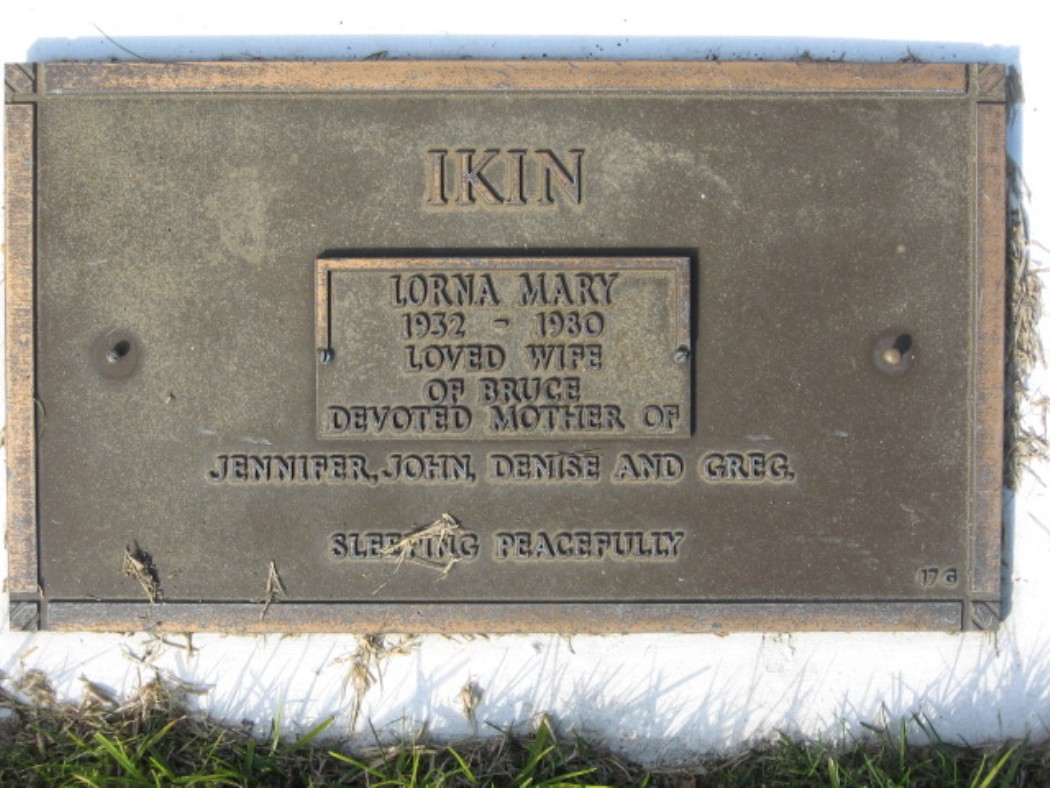 IKIN
LORNA MARY
1932 - 1980
LOVED WIFE
OF BRUCE
DEVOTED MOTHER OF
JENNIFER, JOHN, DENISE AND GREG.
SLEEPING PEACEFULLY
17 G